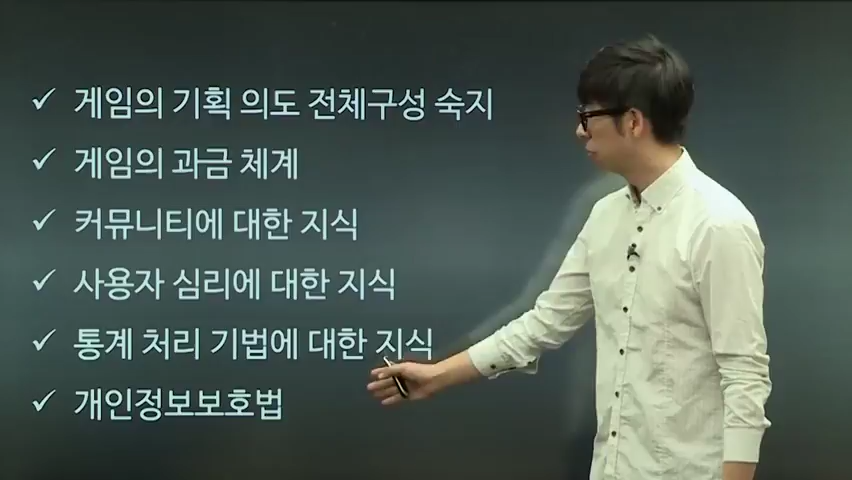 ✓ 게임의 기획 의도 전체구성 숙지
✓ 게임의 과금 체계
✓ 커뮤니티에 대한 지식
✓ 사용자 심리에 대한 지식
✓ 통계 처리 기법에 대한 지식
✓ 개인정보보호법